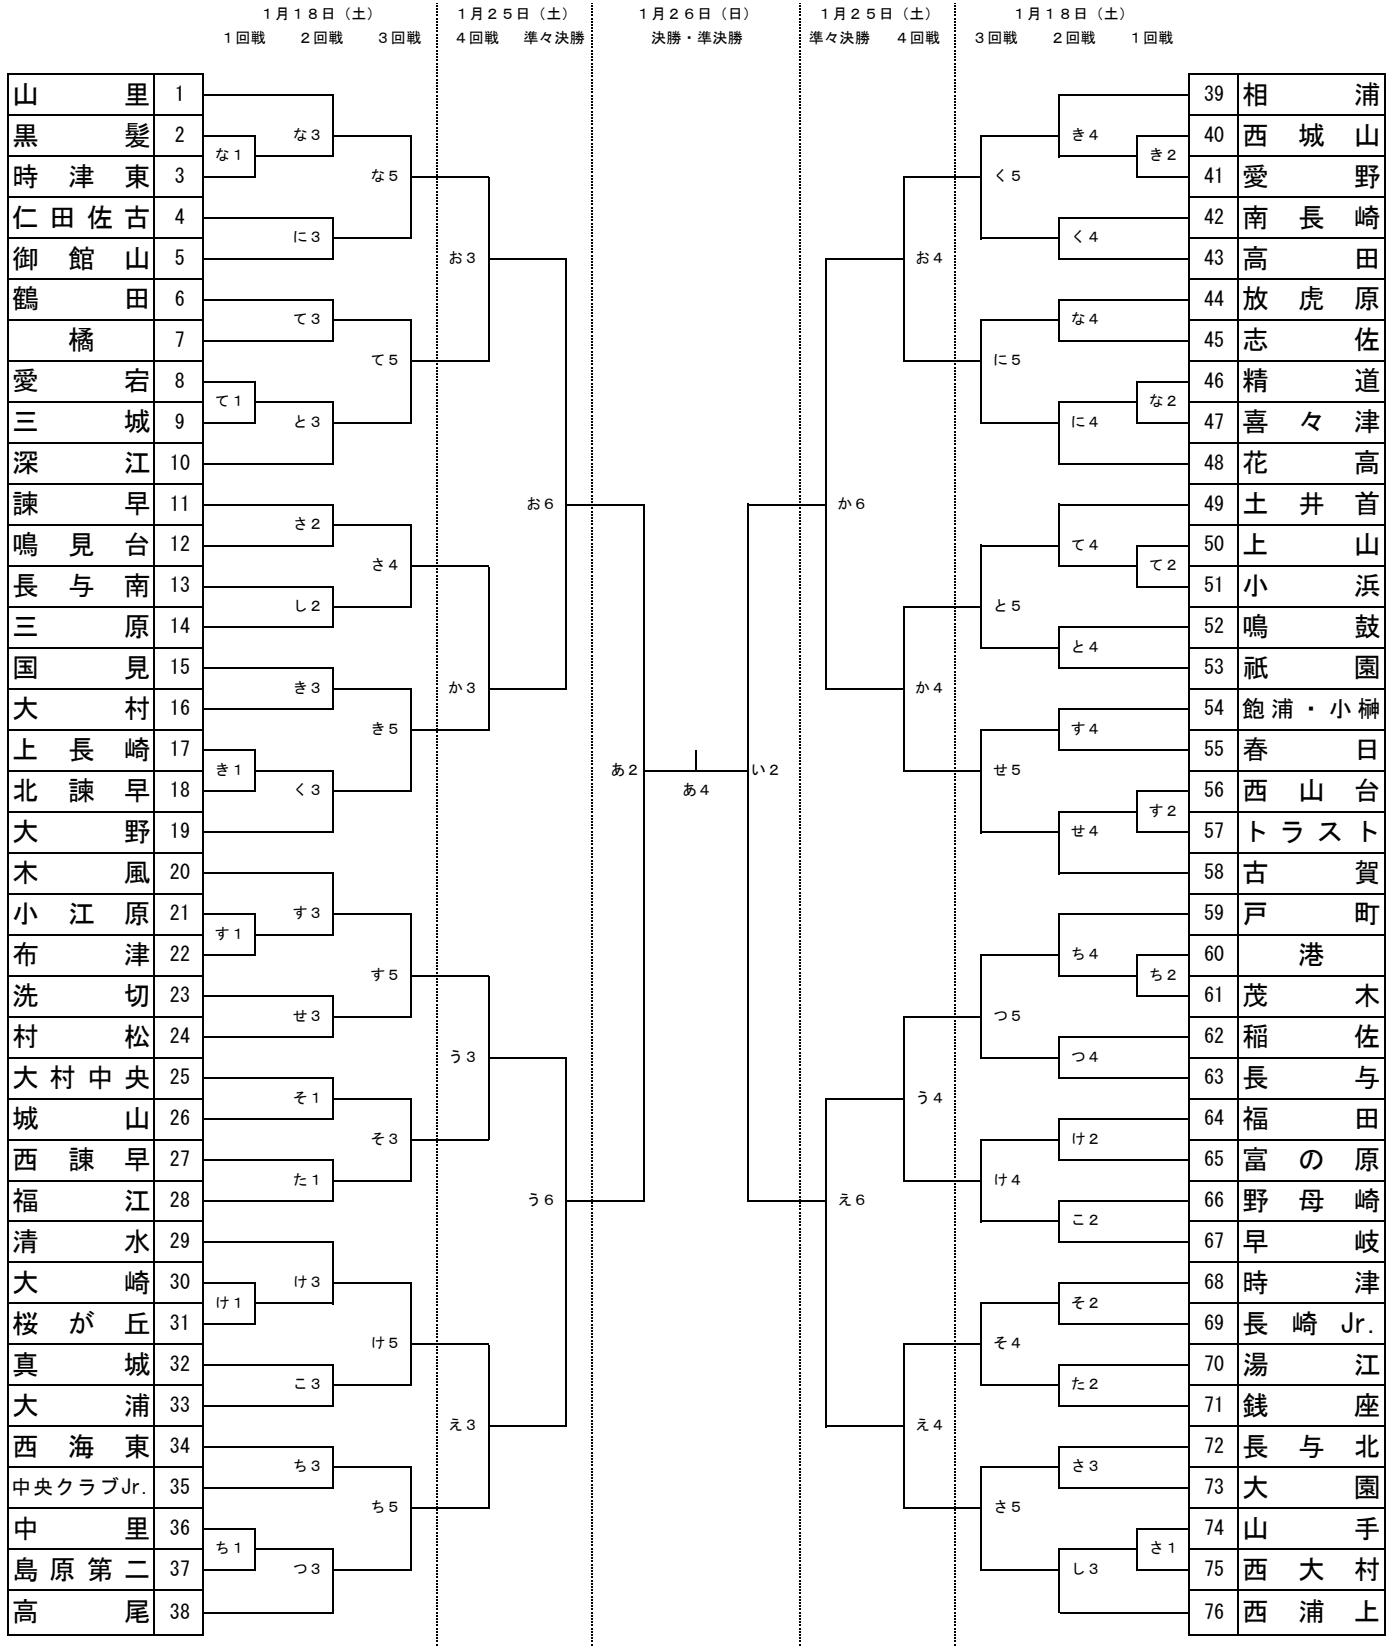 １月１８日（土） １月２５日（土） １月２６日（日） １月２５日（土） １月１８日（土）
１回戦 ２回戦 ３回戦 ４回戦 準々決勝 決勝・準決勝 準々決勝 ４回戦 ３回戦 ２回戦 １回戦
山里 1 39 相浦
な３ き４
黒髪 2 40 西城山
な１ き２
時津東 3 な５ く５ 41 愛野
仁田佐古 4 42 南長崎
に３ く４
御館山 5 お３ お４ 43 高田
鶴田 6 44 放虎原
て３ な４
橘 7 45 志佐
て５ に５
愛宕 8 46 精道
て１ な２
三城 9 と３ に４ 47 喜々津
深江 10 48 花高
諫早 11 お６ か６ 49 土井首
さ２
鳴見台 12 て４ 50 上山
さ４ て２
長与南 13 51 小浜
し２ と５
三原 14 52 鳴鼓
と４
国見 15 53 祇園
き３ か３ か４
大村 16 54 飽浦・小榊
き５ す４
上長崎 17 55 春日
き１ あ２ い２ せ５
北諫早 18 く３ あ４ 56 西山台
す２
大野 19 せ４ 57 トラスト
木風 20 58 古賀
小江原 21 す３ 59 戸町
す１
布津 22 ち４ 60 港
す５ ち２
洗切 23 61 茂木
せ３ つ５
村松 24 62 稲佐
う３ つ４
大村中央 25 63 長与
そ１ う４
城山 26 64 福田
そ３ け２
西諫早 27 65 富の原
た１ け４
福江 28 う６ え６ 66 野母崎
こ２
清水 29 67 早岐
大崎 30 け３ 68 時津
け１ そ２
桜が丘 31 69 長崎Jr.
け５ そ４
真城 32 70 湯江
こ３ た２
大浦 33 71 銭座
え３ え４
西海東 34 72 長与北
ち３ さ３
中央クラブJr. 35 73 大園
ち５ さ５
中里 36 74 山手
ち１ さ１
島原第二 37 つ３ し３ 75 西大村
高尾 38 76 西浦上